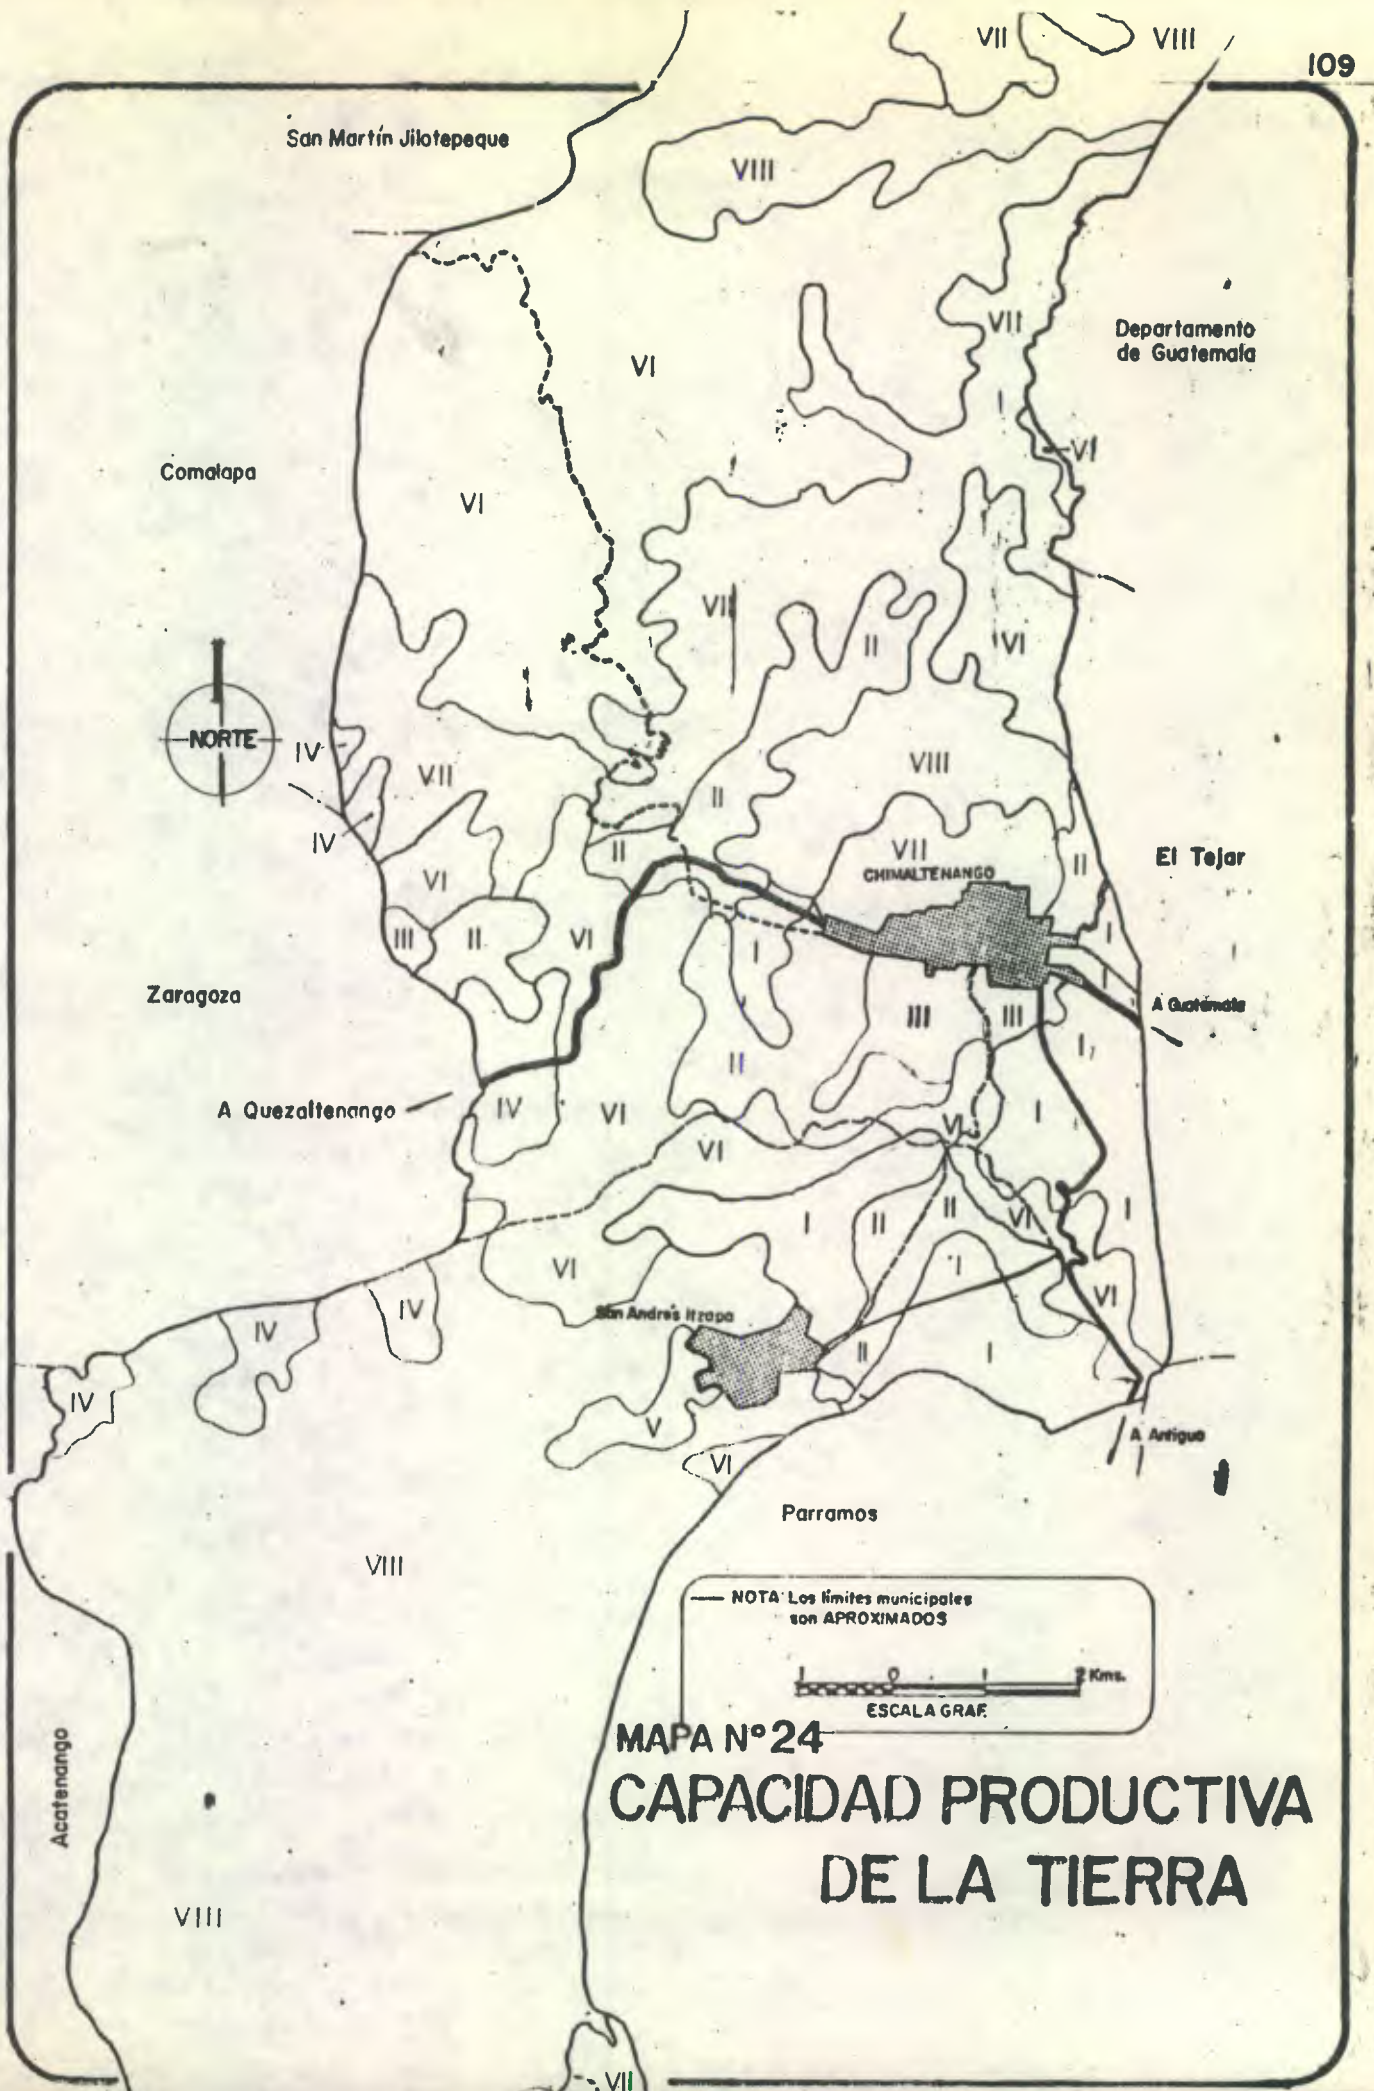 VII
VIII
109
San Martín Jilotepeque
VIII
VII
Departamento
de Guatemala
VI
I
VI
Comalapa
VI
VII
II
VI
NORTE
IV
VII
VIII
II
IV
II
VII
CHIMALTENANGO
II
El Tejar
VI
III
II
VI
I
I
I
Zaragoza
III
III
A Guatemala
II
I
A Quezaltenango
IV
VI
I
VI
VI
I
II
II
VI
I
VI
I
VI
IV
San Andrés Itzapa
IV
II
I
IV
V
A Antigua
VI
Parramos
VIII
NOTA: Los límites municipales
son APROXIMADOS
1 0 1 2 Kms.
ESCALA GRAF.
MAPA Nº 24
CAPACIDAD PRODUCTIVA
DE LA TIERRA
Acatenango
VIII
VII